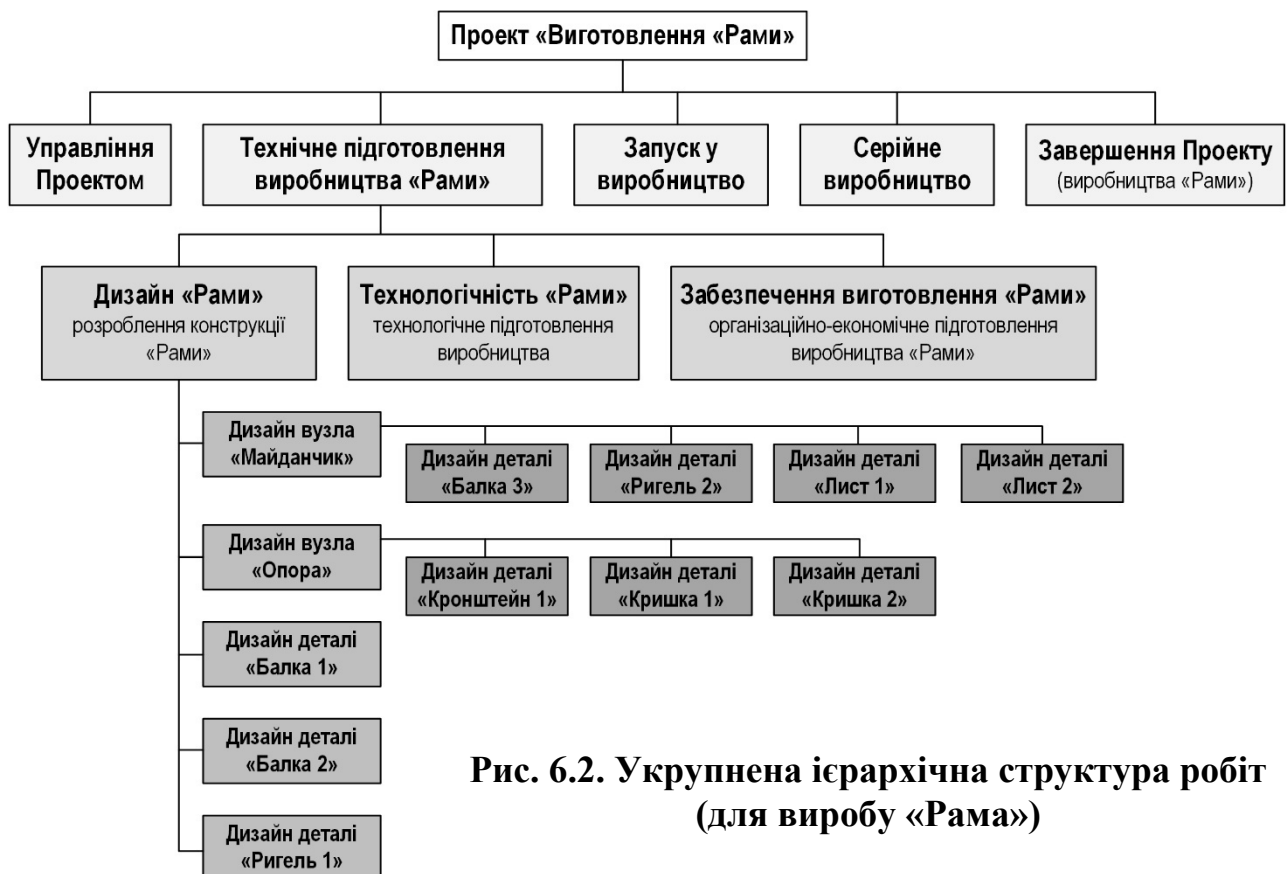 Проект «Виготовлення «Рами»
Управління
Проектом
Технічне підготовлення
виробництва «Рами»
Запуск у
виробництво
Серійне
виробництво
Завершення Проекту
(виробництва «Рами»)
Дизайн «Рами»
розроблення конструкції
«Рами»
Технологічність «Рами»
технологічне підготовлення
виробництва
Забезпечення виготовлення «Рами»
організаційно-економічне підготовлення
виробництва «Рами»
Дизайн вузла
«Майданчик»
Дизайн деталі
«Балка 3»
Дизайн деталі
«Ригель 2»
Дизайн деталі
«Лист 1»
Дизайн деталі
«Лист 2»
Дизайн вузла
«Опора»
Дизайн деталі
«Кронштейн 1»
Дизайн деталі
«Кришка 1»
Дизайн деталі
«Кришка 2»
Дизайн деталі
«Балка 1»
Дизайн деталі
«Балка 2»
Дизайн деталі
«Ригель 1»
Рис. 6.2. Укрупнена ієрархічна структура робіт
(для виробу «Рама»)